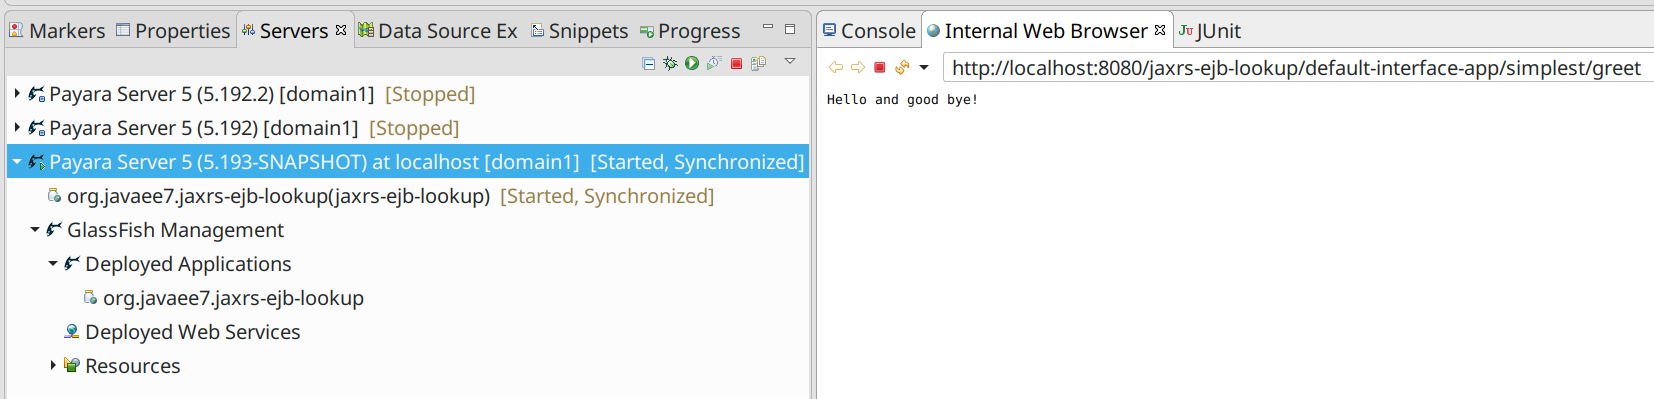 Markers Properties Servers Data Source Ex Snippets Progress
Payara Server 5 (5.192.2) [domain1] [Stopped]
Payara Server 5 (5.192) [domain1] [Stopped]
Payara Server 5 (5.193-SNAPSHOT) at localhost [domain1] [Started, Synchronized]
org.javaee7.jaxrs-ejb-lookup(jaxrs-ejb-lookup) [Started, Synchronized]
GlassFish Management
Deployed Applications
org.javaee7.jaxrs-ejb-lookup
Deployed Web Services
Resources
Console Internal Web Browser JUnit
http://localhost:8080/jaxrs-ejb-lookup/default-interface-app/simplest/greet
Hello and good bye!